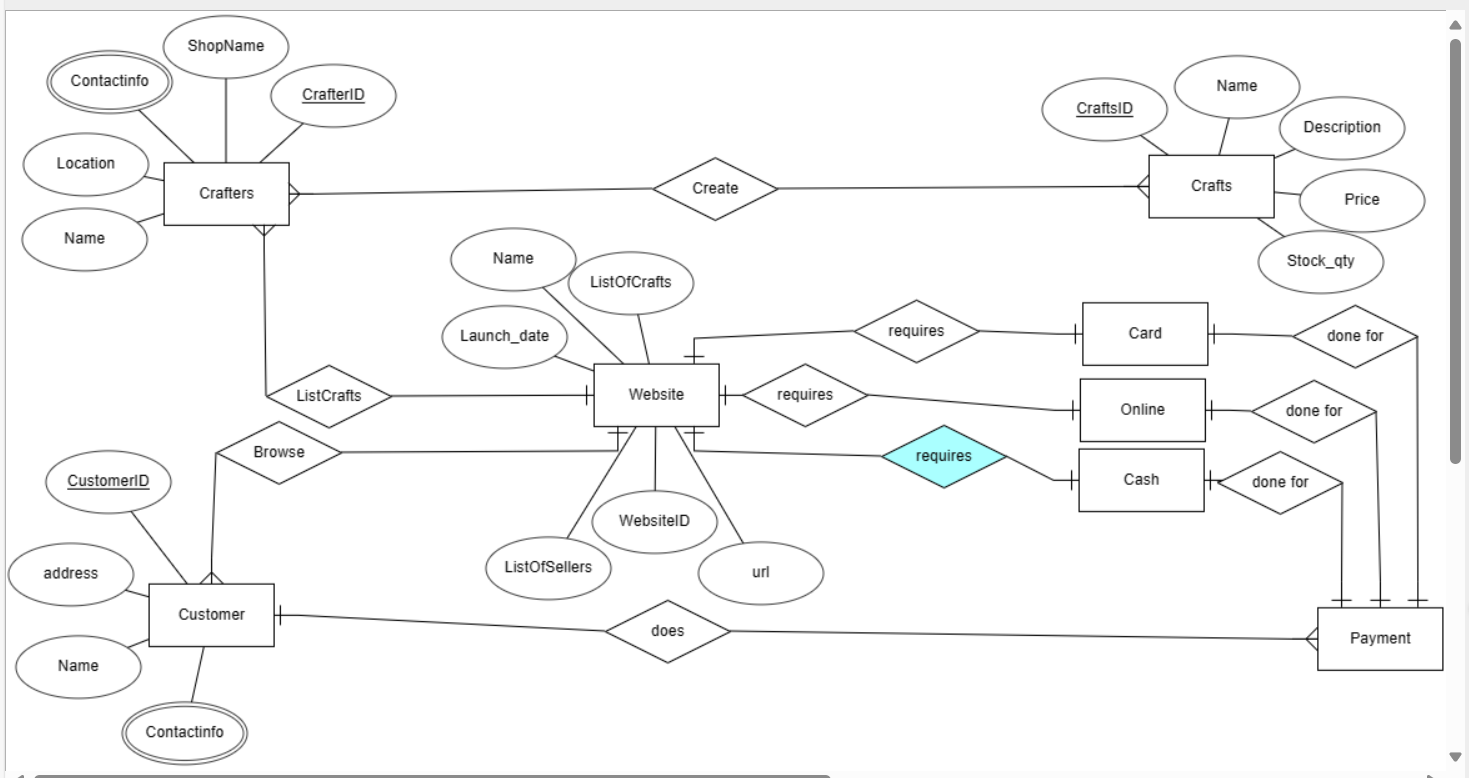 ShopName
Contactinfo
CrafterID
Location
Crafters
Name
Create
CraftsID
Name
Description
Crafts
Price
Stock_qty
Name
ListOfCrafts
Launch_date
requires
Card
done for
ListCrafts
Website
requires
Online
done for
Browse
requires
Cash
done for
CustomerID
WebsiteID
ListOfSellers
url
address
Customer
does
Payment
Name
Contactinfo